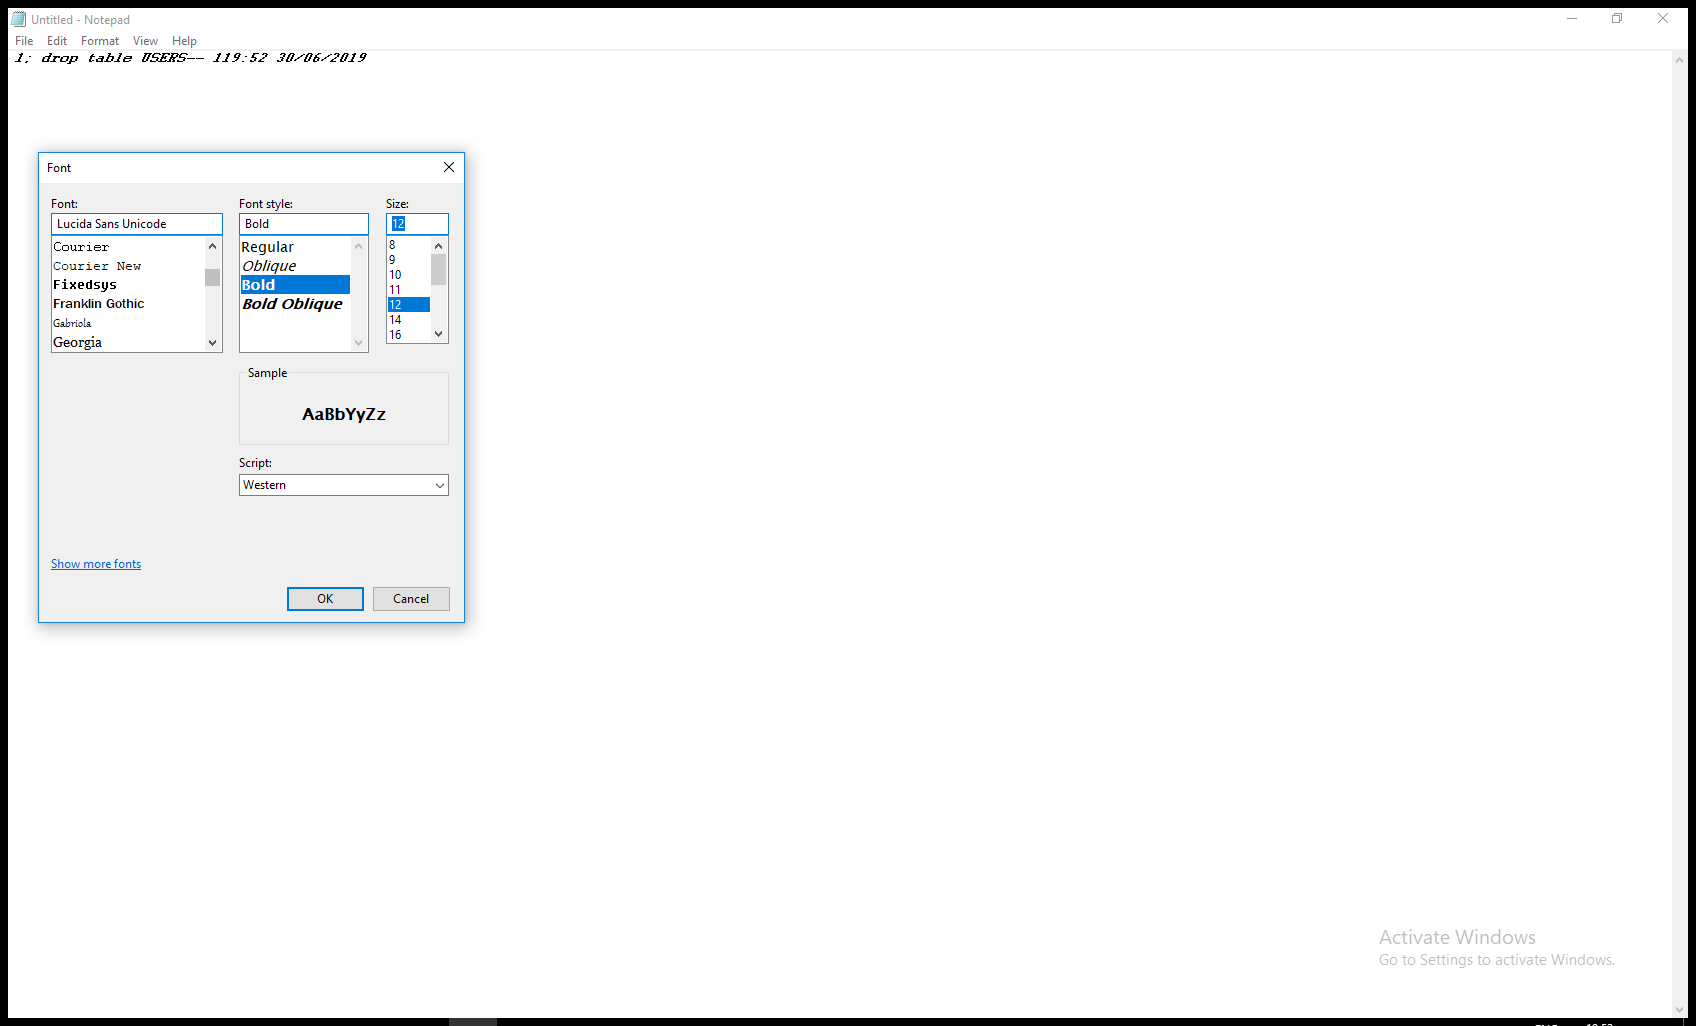 Untitled - Notepad
File Edit Format View Help
1; drop table USERS-- 119:52 30/06/2019
Font
Font: Font style: Size:
Lucida Sans Unicode Bold 12
Courier
Courier New
Fixedsys
Franklin Gothic
Gabriola
Georgia
Regular
Oblique
Bold
Bold Oblique
8
9
10
11
12
14
16
Sample
AaBbYyZz
Script:
Western
Show more fonts
OK Cancel
Activate Windows
Go to Settings to activate Windows.